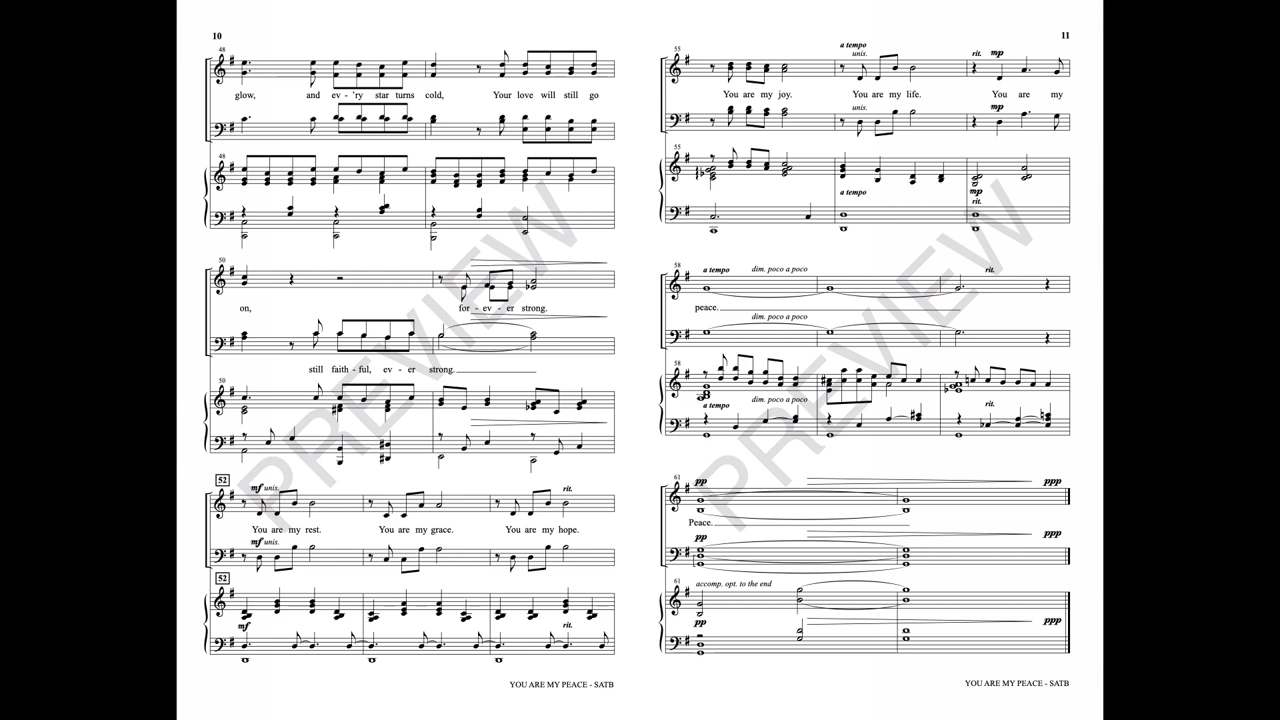 10
48
glow, and ev - 'ry star turns cold, Your love will still go
48
50
on, for - ev - er strong.
still faith - ful, ev - er strong.
50
52
mf unis.
rit.
You are my rest. You are my grace. You are my hope.
mf unis.
52
mf
rit.
YOU ARE MY PEACE - SATB
PREVIEW
11
55
a tempo
unis.
rit. mp
You are my joy. You are my life. You are my
unis.
mp
55
a tempo
mp
rit.
58
a tempo
dim. poco a poco
rit.
peace.
dim. poco a poco
58
a tempo
dim. poco a poco
rit.
61
pp
ppp
Peace.
pp
ppp
61
accomp. opt. to the end
pp
ppp
YOU ARE MY PEACE - SATB
PREVIEW